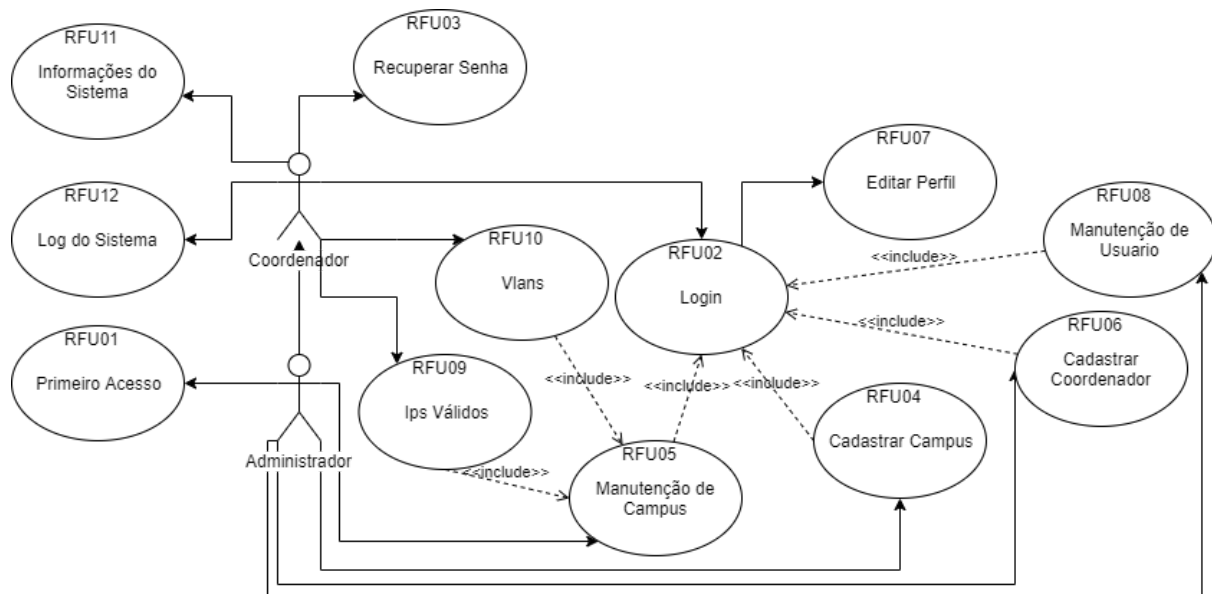 RFU11
Informações do
Sistema
RFU03
Recuperar Senha
RFU12
Log do Sistema
Coordenador
RFU10
Vlans
RFU02
Login
RFU07
Editar Perfil
RFU08
Manutenção de
Usuario
<<include>>
<<include>>
RFU01
Primeiro Acesso
Administrador
RFU09
Ips Válidos
<<include>>
<<include>>
<<include>>
<<include>>
RFU05
Manutenção de
Campus
RFU04
Cadastrar Campus
RFU06
Cadastrar
Coordenador